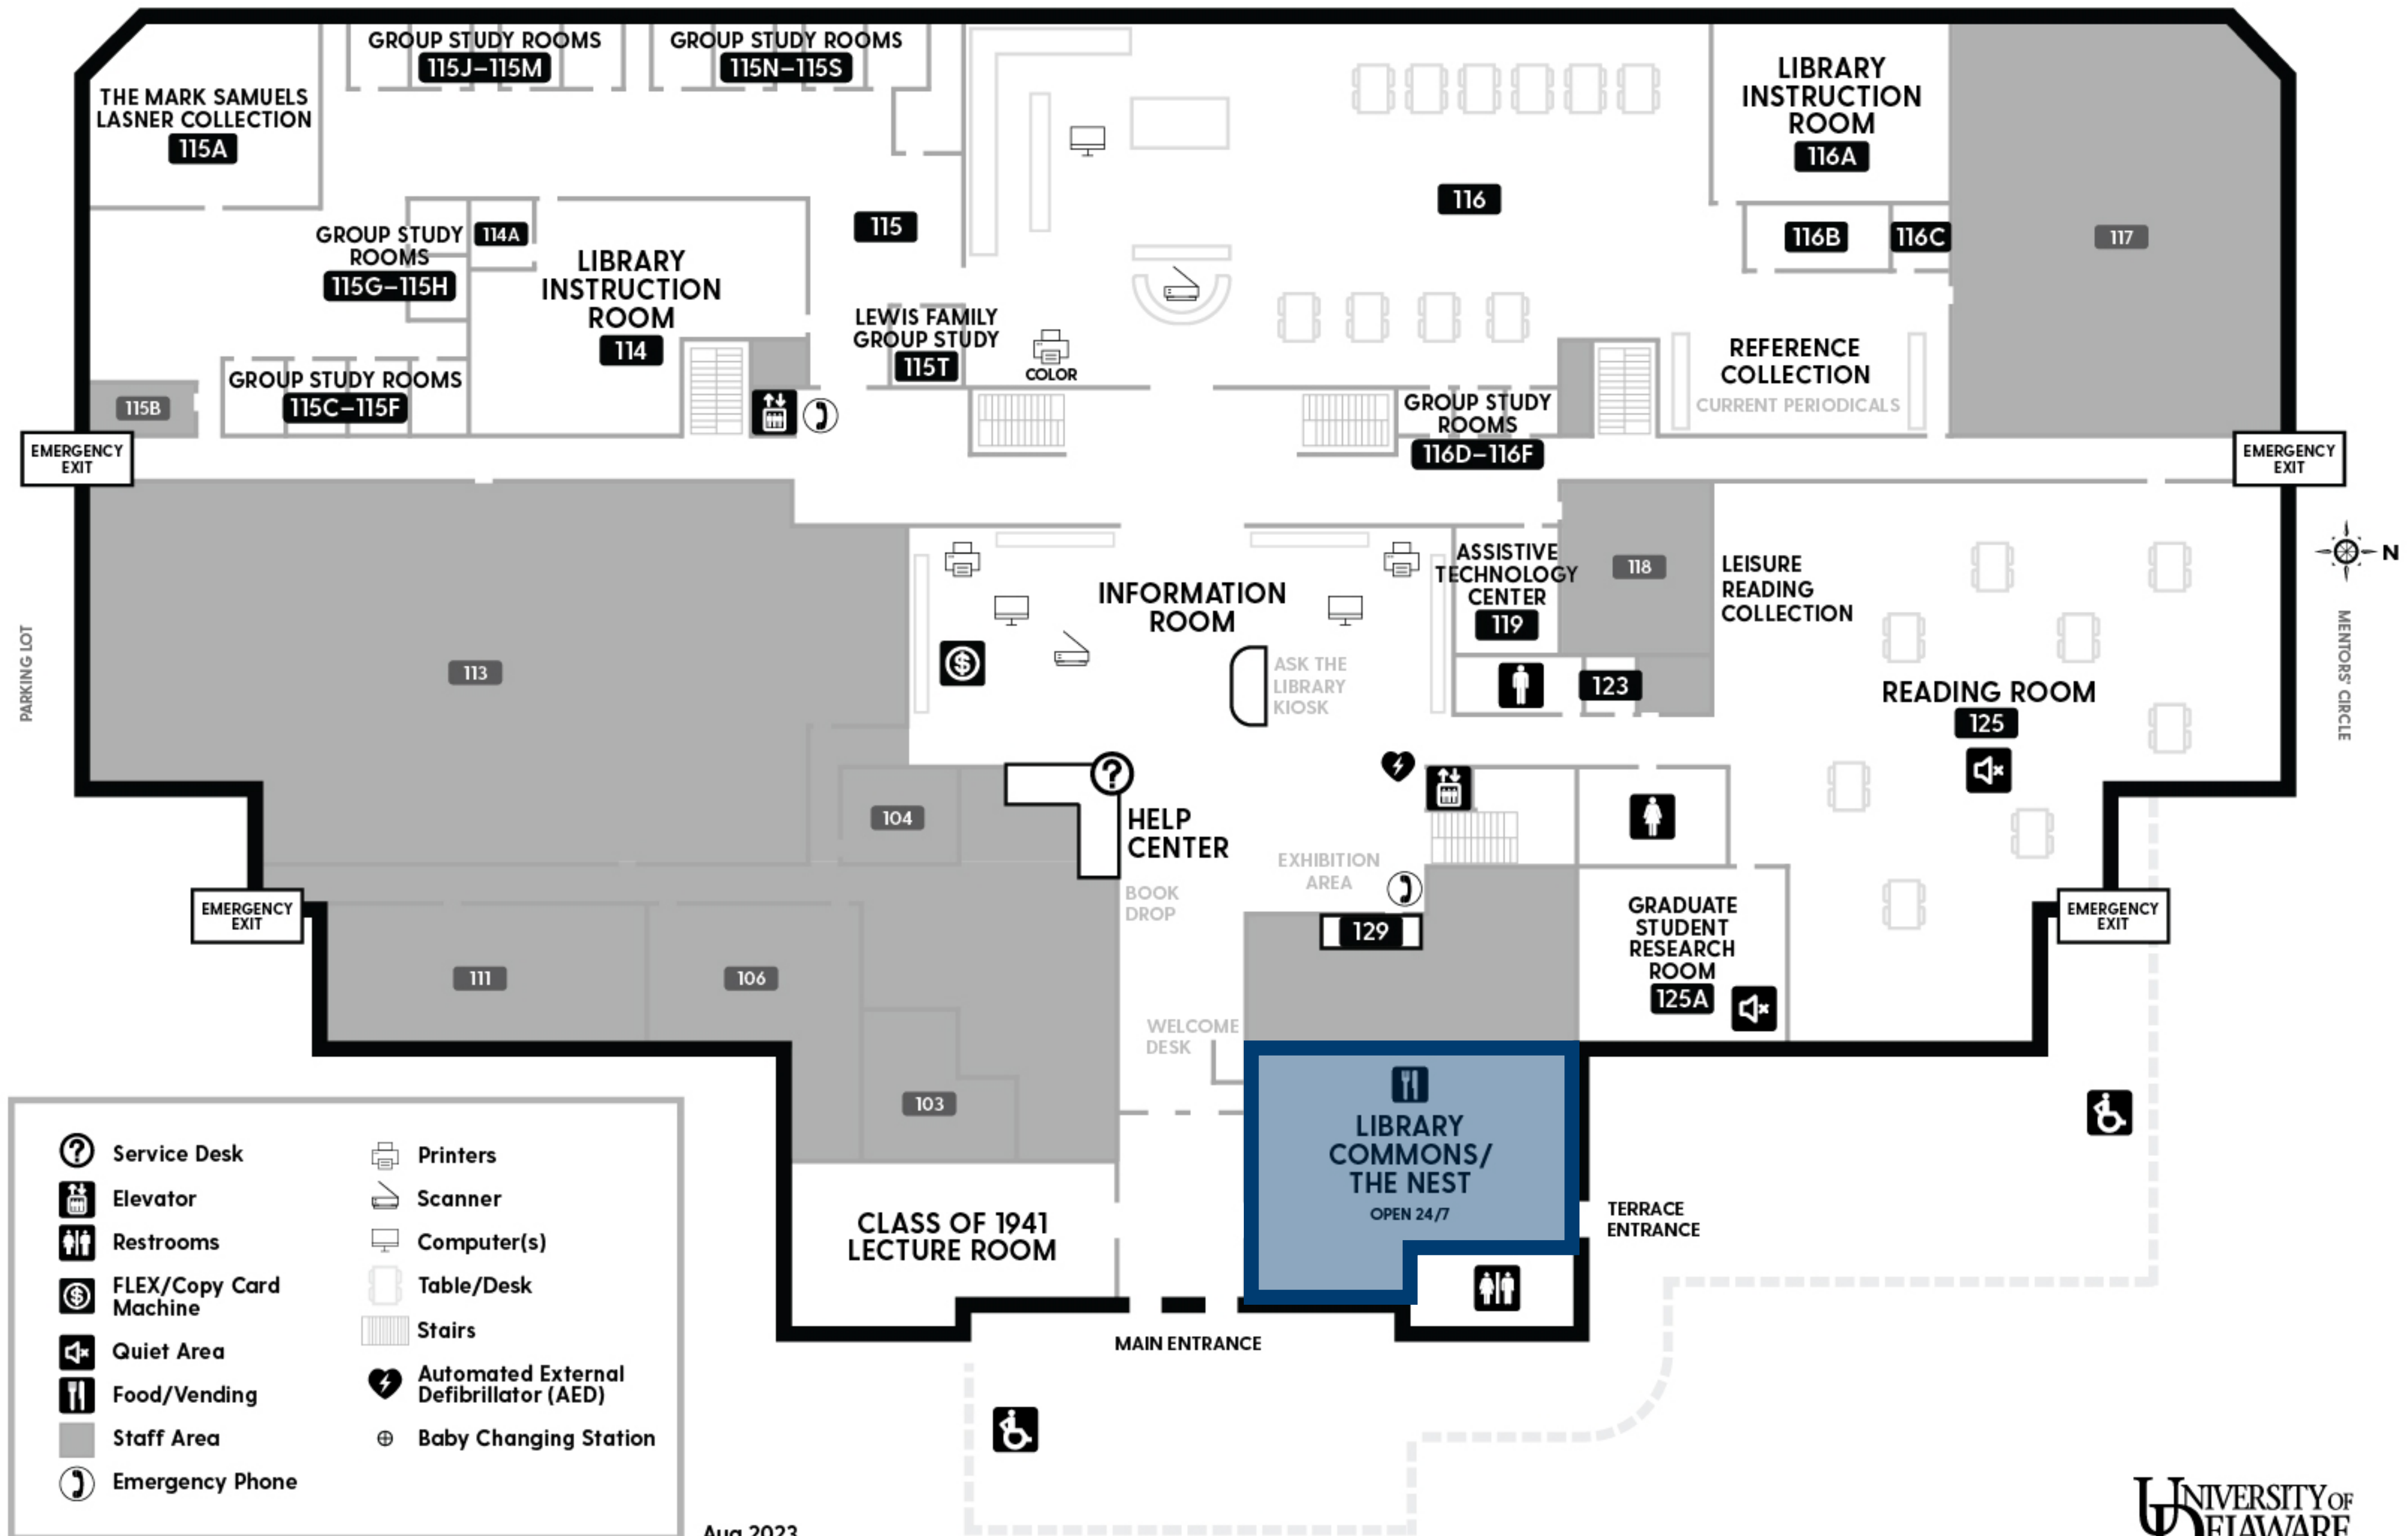 GROUP STUDY ROOMS
115J–115M
GROUP STUDY ROOMS
115N–115S
THE MARK SAMUELS
LASNER COLLECTION
115A
LIBRARY
INSTRUCTION
ROOM
116A
116
115
116B
116C
117
GROUP STUDY
ROOMS
115G–115H
114A
LIBRARY
INSTRUCTION
ROOM
114
LEWIS FAMILY
GROUP STUDY
115T
COLOR
REFERENCE
COLLECTION
CURRENT PERIODICALS
115B
GROUP STUDY ROOMS
115C–115F
GROUP STUDY
ROOMS
116D–116F
EMERGENCY
EXIT
EMERGENCY
EXIT
N
PARKING LOT
MENTORS' CIRCLE
113
INFORMATION
ROOM
ASK THE
LIBRARY
KIOSK
ASSISTIVE
TECHNOLOGY
CENTER
119
118
123
LEISURE
READING
COLLECTION
READING ROOM
125
104
?
HELP
CENTER
BOOK
DROP
EXHIBITION
AREA
129
GRADUATE
STUDENT
RESEARCH
ROOM
125A
EMERGENCY
EXIT
EMERGENCY
EXIT
111
106
103
WELCOME
DESK
LIBRARY
COMMONS/
THE NEST
OPEN 24/7
TERRACE
ENTRANCE
CLASS OF 1941
LECTURE ROOM
MAIN ENTRANCE
? Service Desk
Elevator
Restrooms
$ FLEX/Copy Card
Machine
Quiet Area
Food/Vending
Staff Area
Emergency Phone
Printers
Scanner
Computer(s)
Table/Desk
Stairs
Automated External
Defibrillator (AED)
Baby Changing Station
Aug 2023
UNIVERSITY OF
DELAWARE